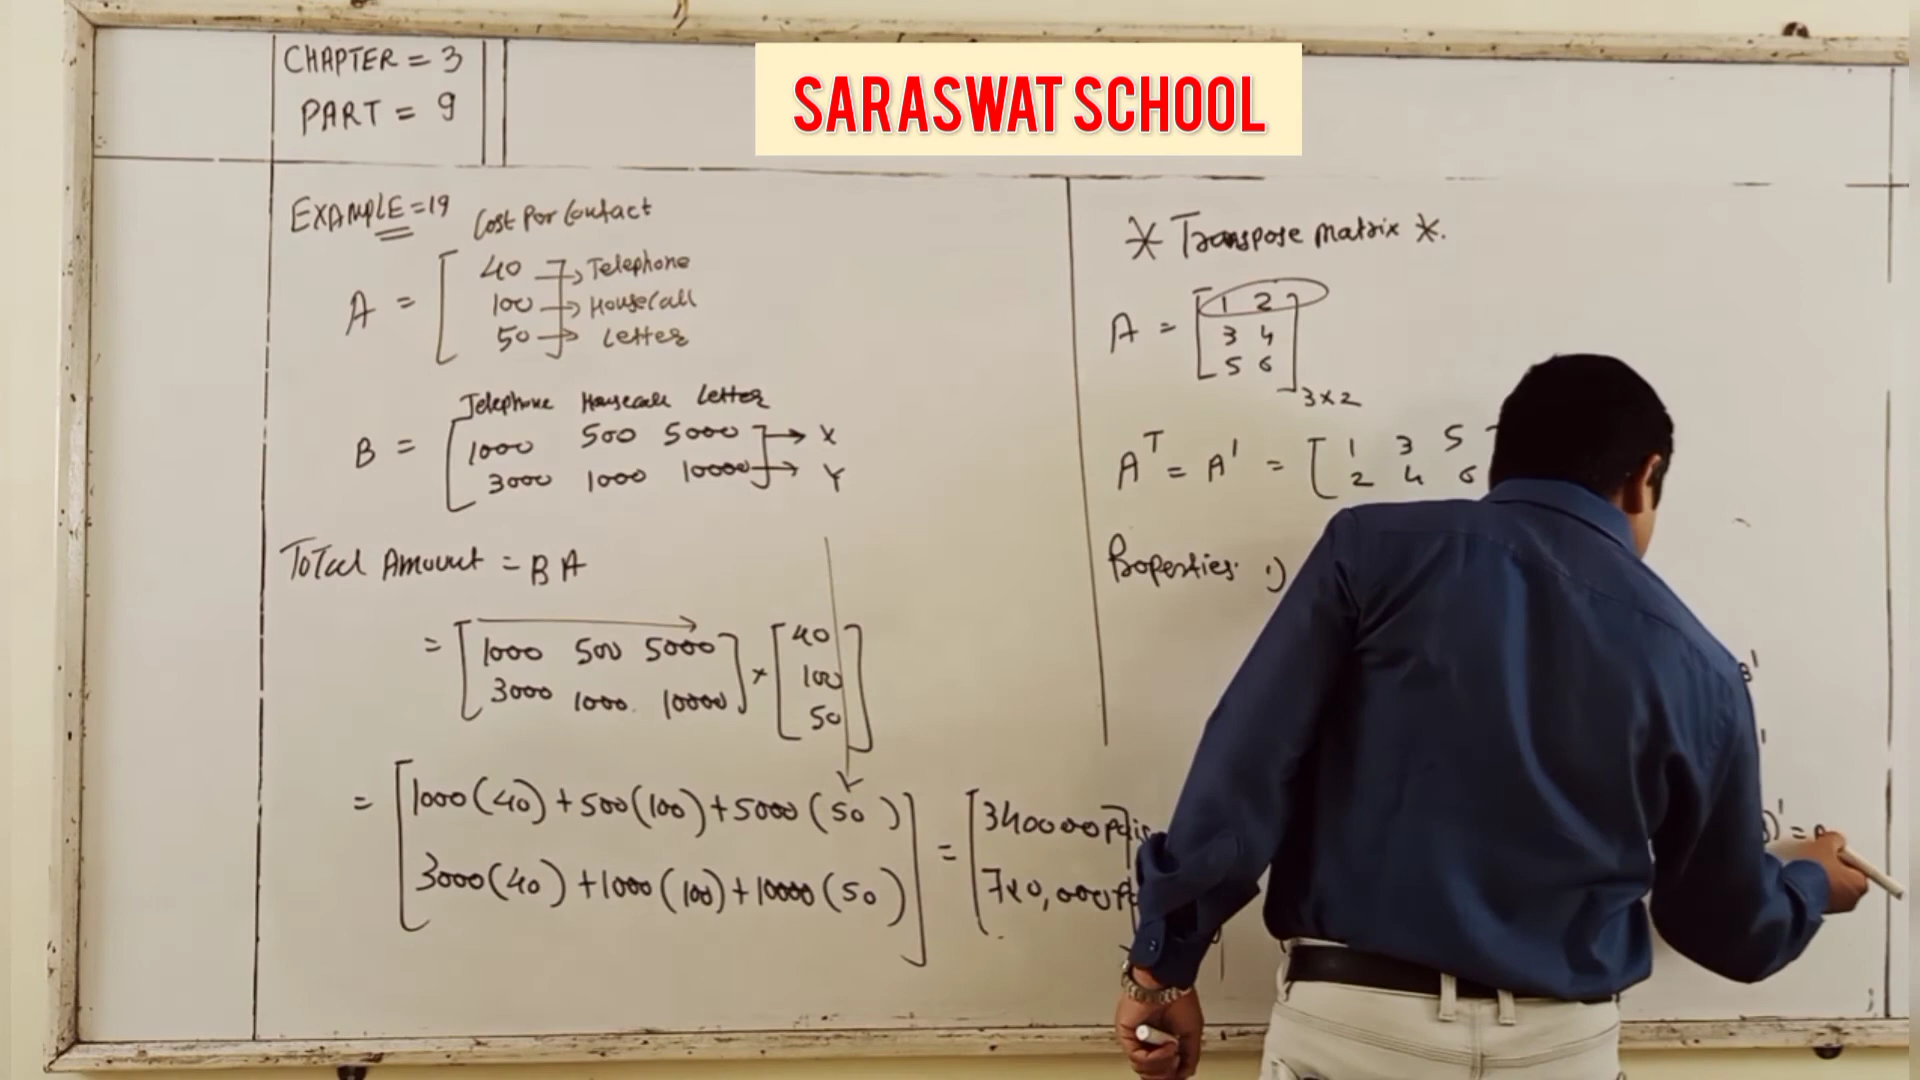 CHAPTER = 3
PART = 9
SARASWAT SCHOOL
EXAMPLE = 19
Cost Per Contact
A = [ 40 → Telephone
100 → HouseCall
50 → Letter ]
Telephone Housecall Letter
B = [ 1000 500 5000 ] → X
3000 1000 10000 → Y
Total Amount = BA
= [ 1000 500 5000
3000 1000 10000 ] × [ 40
100
50 ]
= [ 1000(40) + 500(100) + 5000(50)
3000(40) + 1000(100) + 10000(50) ] = [ 340000
720,000
* Transpose matrix *.
A = [ 1 2
3 4
5 6 ] 3×2
Aᵀ = A' = [ 1 3 5
2 4 6
Properties :)